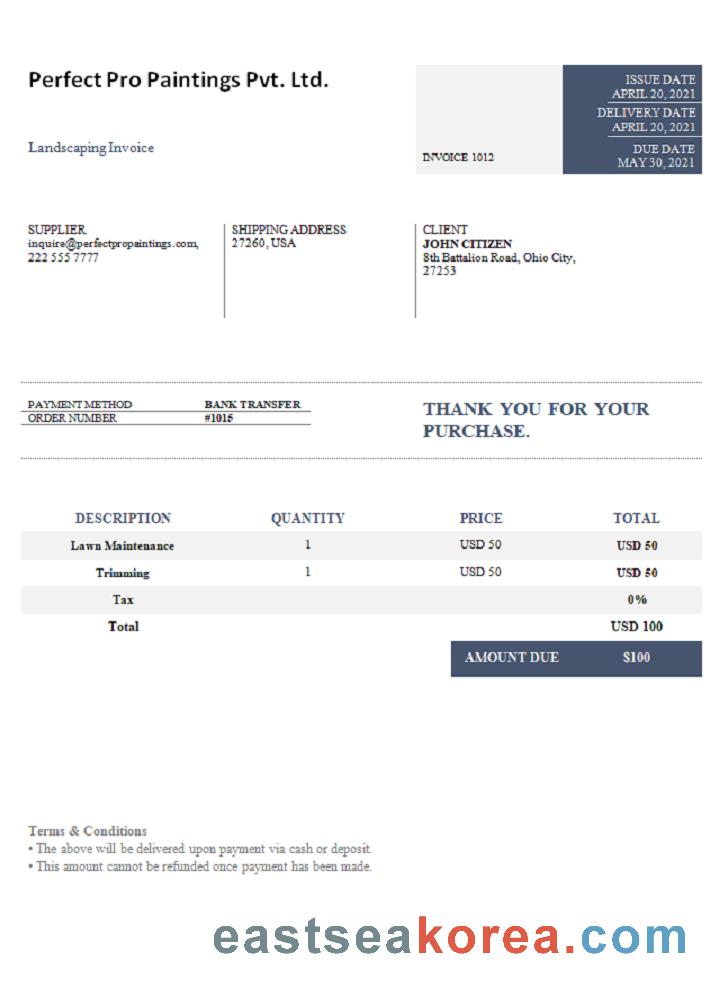 Perfect Pro Paintings Pvt. Ltd.
Landscaping Invoice
INVOICE 1012
ISSUE DATE
APRIL 20, 2021
DELIVERY DATE
APRIL 20, 2021
DUE DATE
MAY 30, 2021
SUPPLIER
inquire@perfectpropaintings.com,
222 555 7777
SHIPPING ADDRESS
27260, USA
CLIENT
JOHN CITIZEN
8th Battalion Road, Ohio City,
27253
PAYMENT METHOD BANK TRANSFER
ORDER NUMBER #1015
THANK YOU FOR YOUR
PURCHASE.
DESCRIPTION QUANTITY PRICE TOTAL
Lawn Maintenance 1 USD 50 USD 50
Trimming 1 USD 50 USD 50
Tax 0%
Total USD 100
AMOUNT DUE $100
Terms & Conditions
• The above will be delivered upon payment via cash or deposit.
• This amount cannot be refunded once payment has been made.
eastseakorea.com